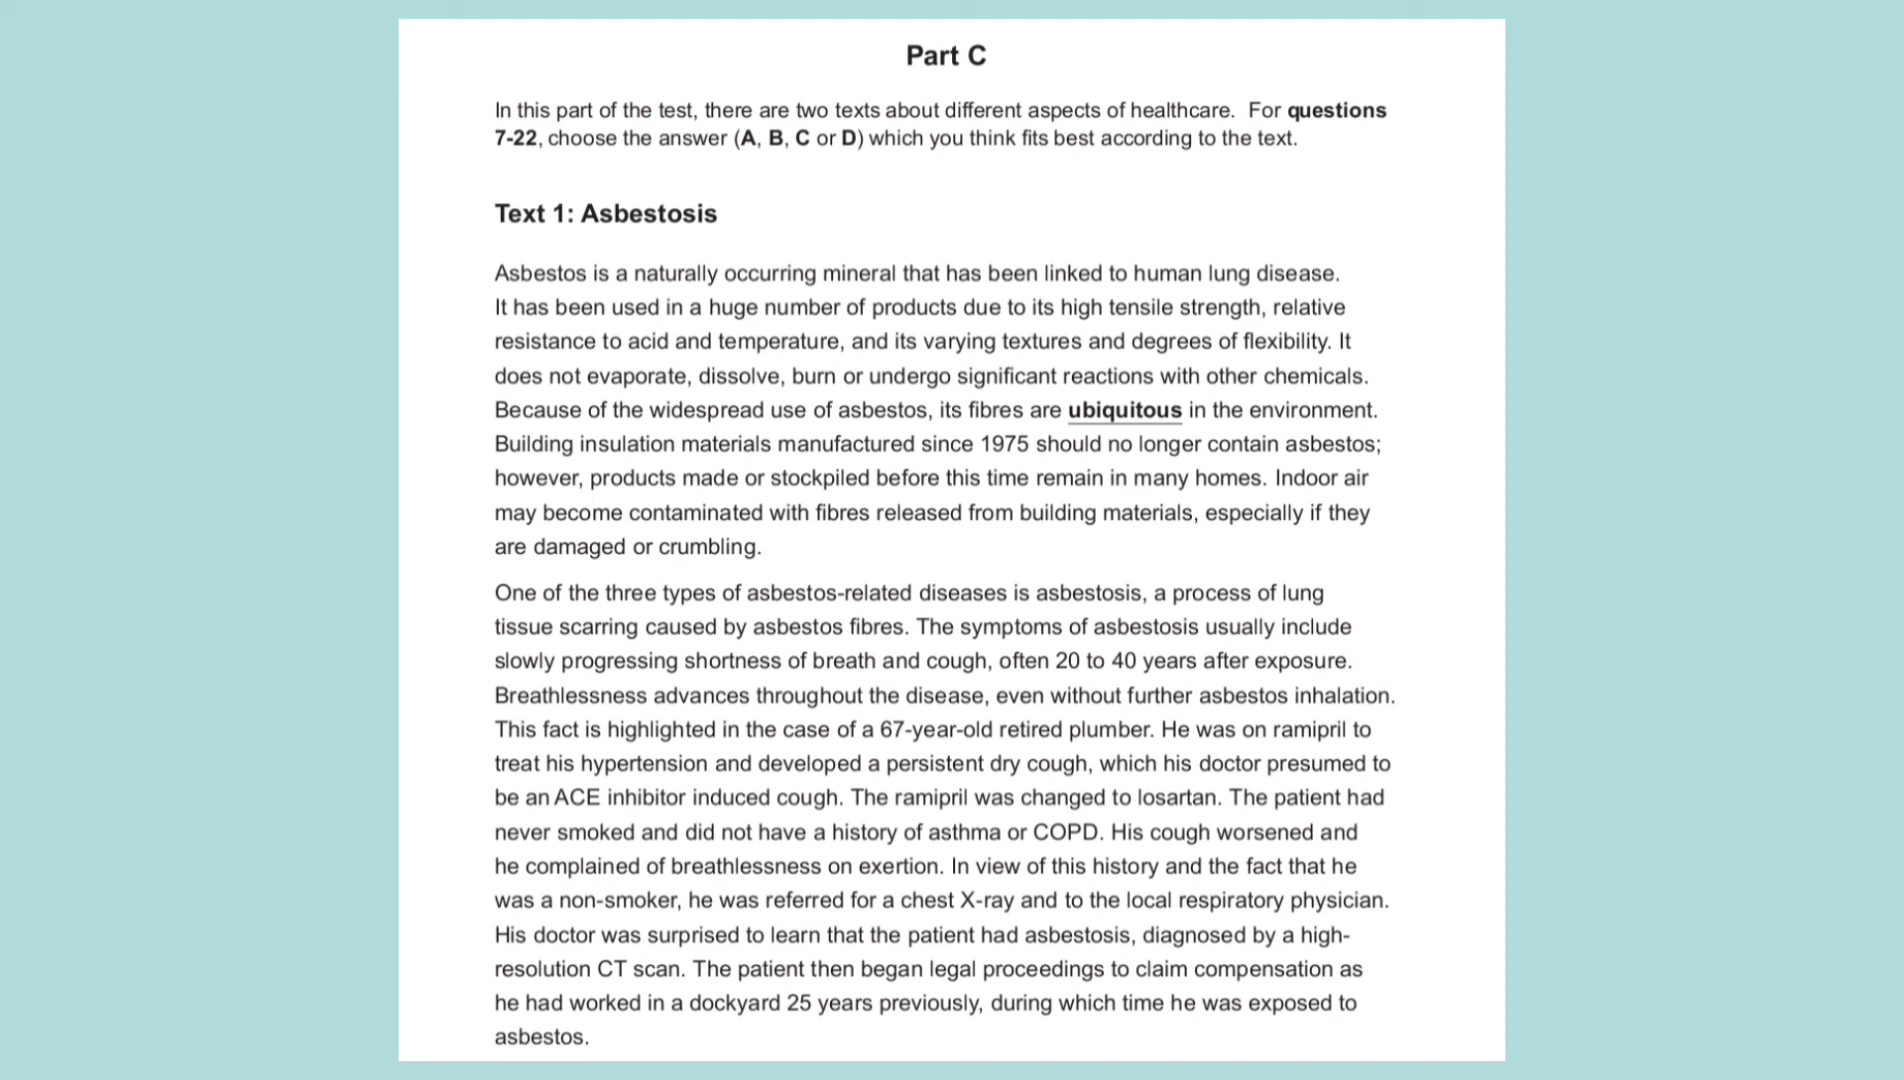 Part C
In this part of the test, there are two texts about different aspects of healthcare. For questions
7-22, choose the answer (A, B, C or D) which you think fits best according to the text.
Text 1: Asbestosis
Asbestos is a naturally occurring mineral that has been linked to human lung disease.
It has been used in a huge number of products due to its high tensile strength, relative
resistance to acid and temperature, and its varying textures and degrees of flexibility. It
does not evaporate, dissolve, burn or undergo significant reactions with other chemicals.
Because of the widespread use of asbestos, its fibres are ubiquitous in the environment.
Building insulation materials manufactured since 1975 should no longer contain asbestos;
however, products made or stockpiled before this time remain in many homes. Indoor air
may become contaminated with fibres released from building materials, especially if they
are damaged or crumbling.
One of the three types of asbestos-related diseases is asbestosis, a process of lung
tissue scarring caused by asbestos fibres. The symptoms of asbestosis usually include
slowly progressing shortness of breath and cough, often 20 to 40 years after exposure.
Breathlessness advances throughout the disease, even without further asbestos inhalation.
This fact is highlighted in the case of a 67-year-old retired plumber. He was on ramipril to
treat his hypertension and developed a persistent dry cough, which his doctor presumed to
be an ACE inhibitor induced cough. The ramipril was changed to losartan. The patient had
never smoked and did not have a history of asthma or COPD. His cough worsened and
he complained of breathlessness on exertion. In view of this history and the fact that he
was a non-smoker, he was referred for a chest X-ray and to the local respiratory physician.
His doctor was surprised to learn that the patient had asbestosis, diagnosed by a high-
resolution CT scan. The patient then began legal proceedings to claim compensation as
he had worked in a dockyard 25 years previously, during which time he was exposed to
asbestos.